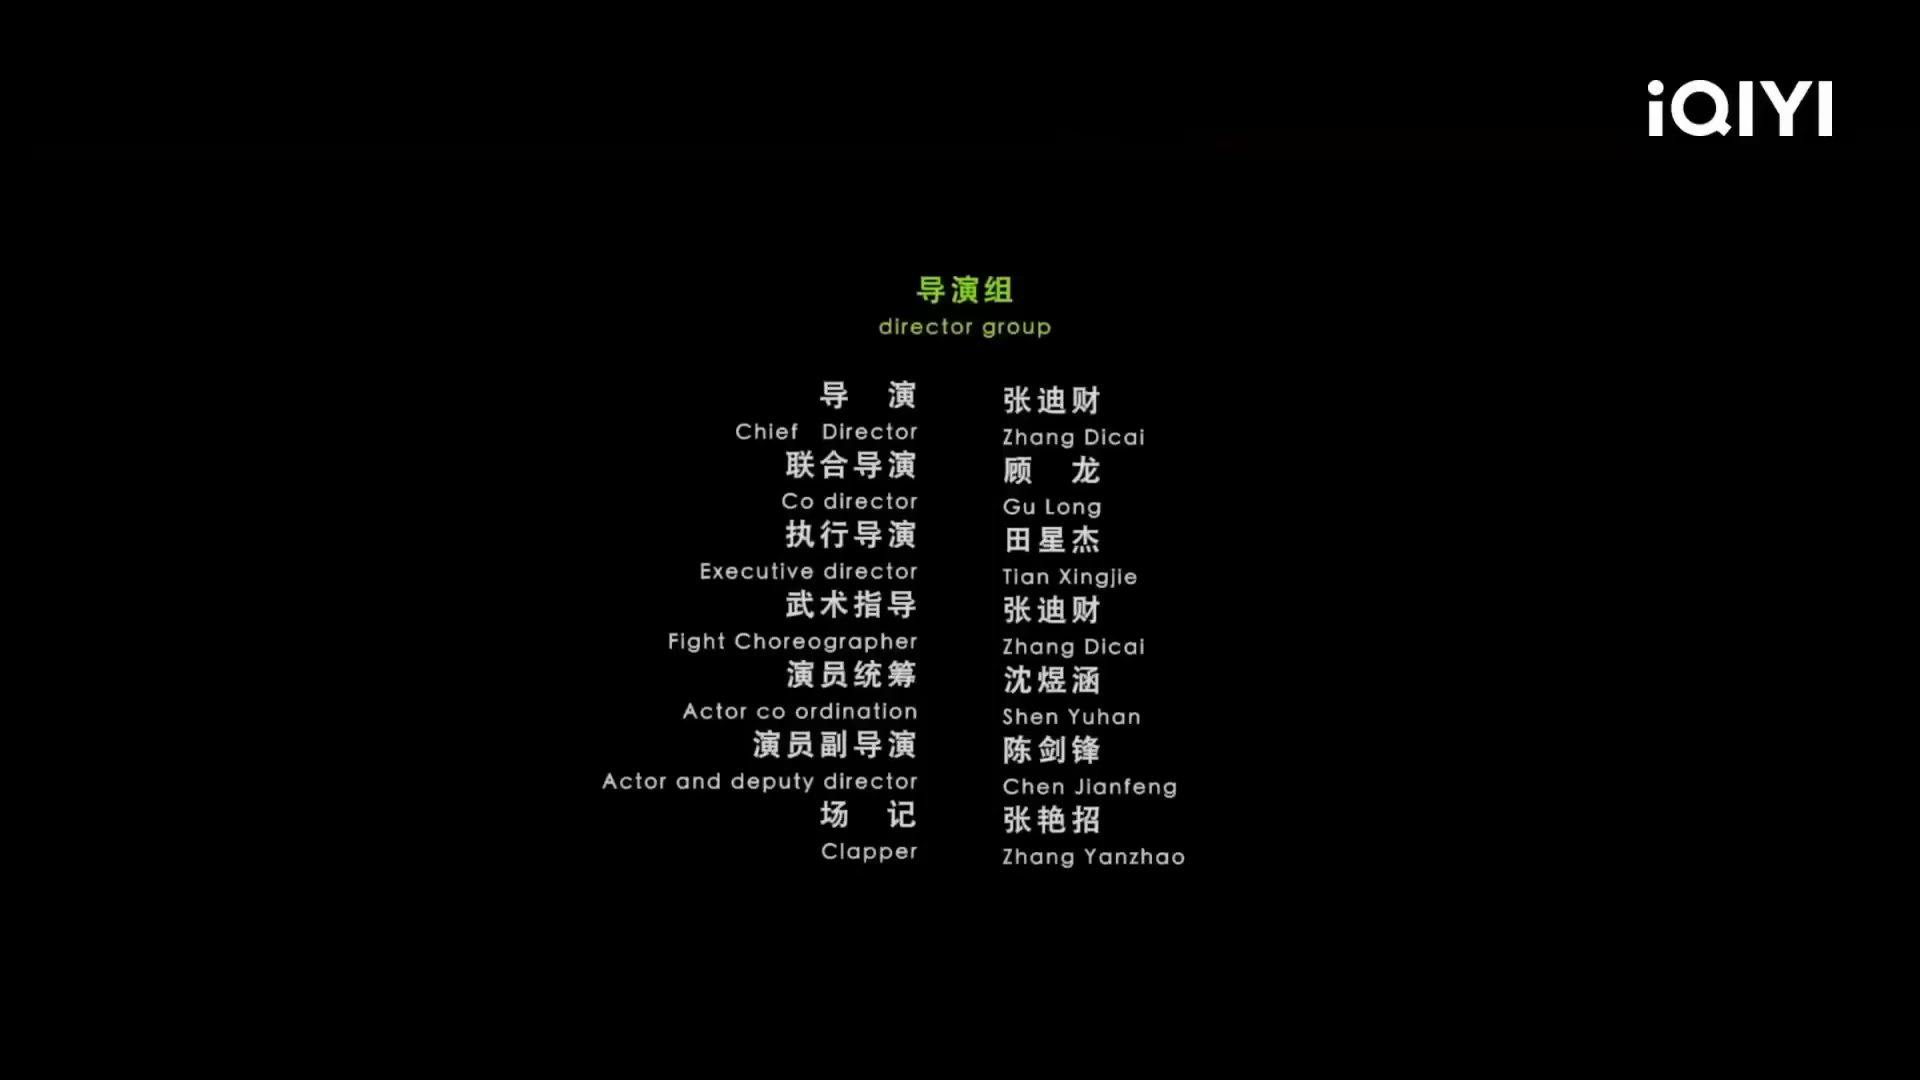 iQIYI
导演组
director group
导 演 张迪财
Chief Director Zhang Dicai
联合导演 顾 龙
Co director Gu Long
执行导演 田星杰
Executive director Tian Xingjie
武术指导 张迪财
Fight Choreographer Zhang Dicai
演员统筹 沈煜涵
Actor co ordination Shen Yuhan
演员副导演 陈剑锋
Actor and deputy director Chen Jianfeng
场 记 张艳招
Clapper Zhang Yanzhao